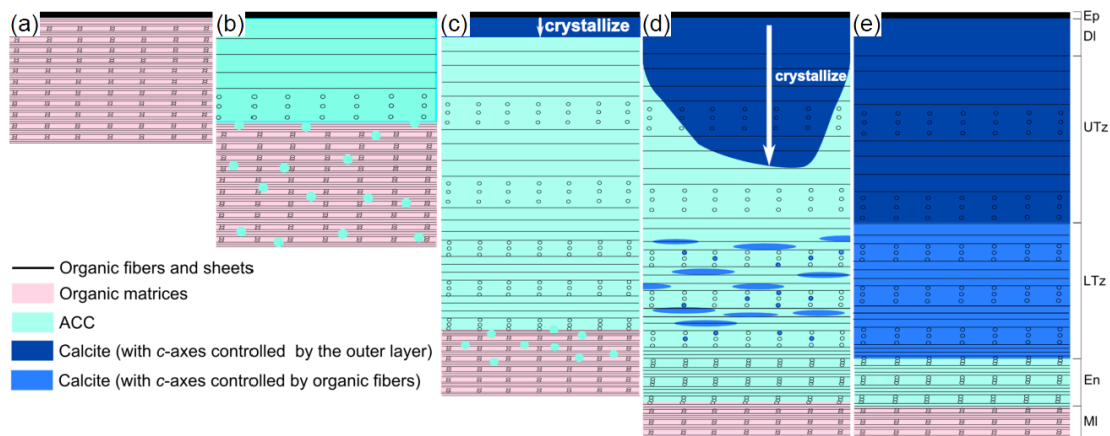 (a)
(b)
(c)
(d)
(e)
crystallize
crystallize
Ep
Dl
UTz
LTz
En
Ml
Organic fibers and sheets
Organic matrices
ACC
Calcite (with c-axes controlled by the outer layer)
Calcite (with c-axes controlled by organic fibers)